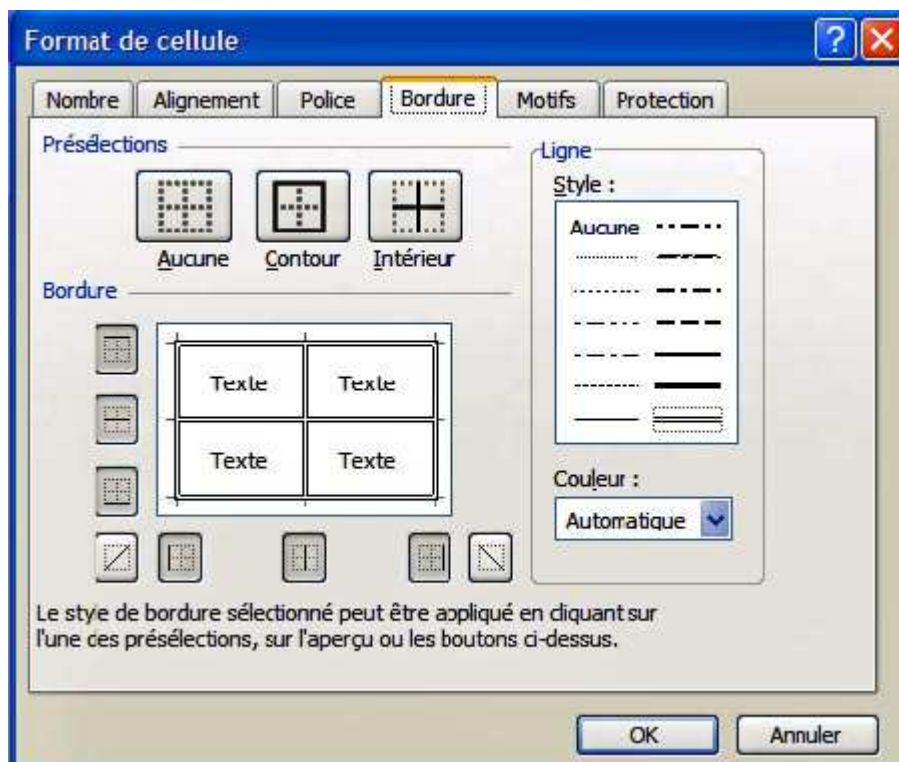 Format de cellule
Nombre Alignement Police Bordure Motifs Protection
Présélections
Aucune Contour Intérieur
Bordure
Texte Texte
Texte Texte
Ligne
Style :
Aucune
Couleur :
Automatique
Le style de bordure sélectionné peut être appliqué en cliquant sur
l'une des présélections, sur l'aperçu ou les boutons ci-dessus.
OK Annuler